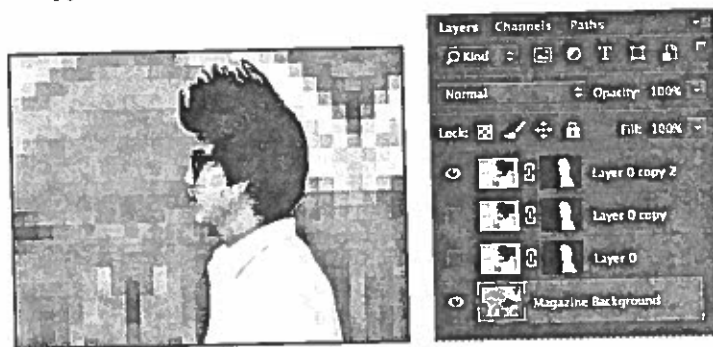 Layers Channels Paths
Kind
Normal Opacity: 100%
Lock: Fill: 100%
Layer 0 copy 2
Layer 0 copy
Layer 0
Magazine Background